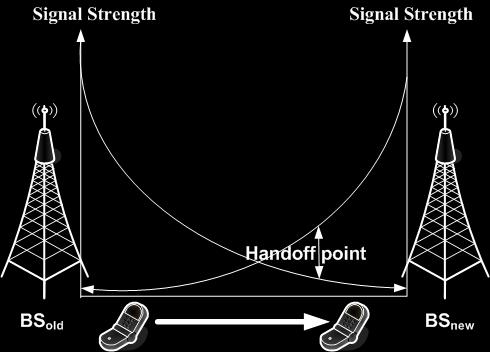 Signal Strength
Signal Strength
Handoff point
BSold
BSnew